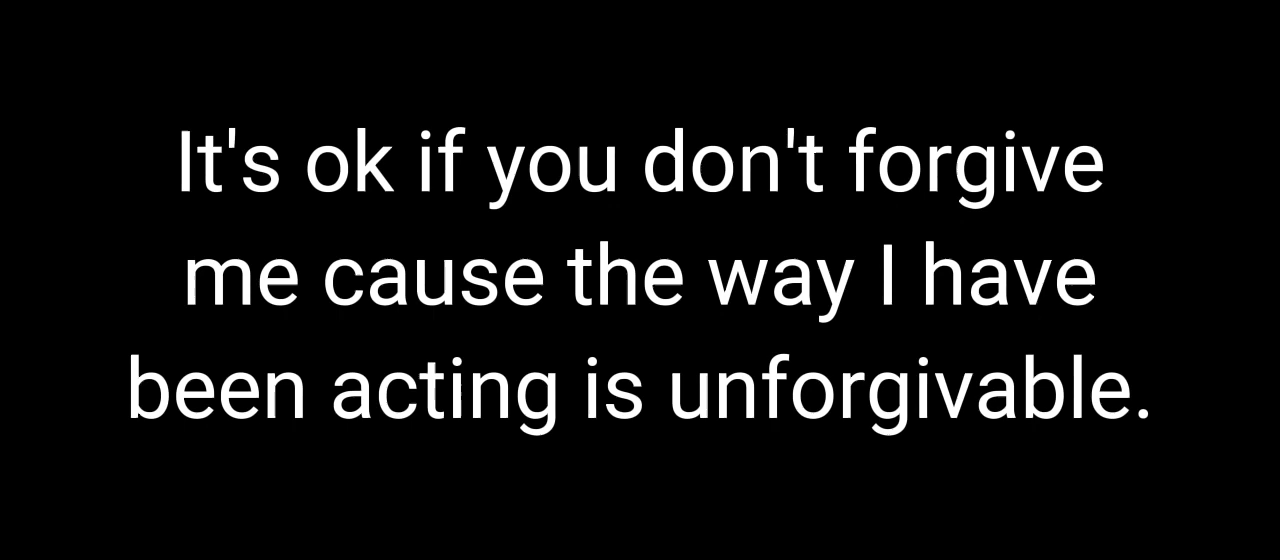 It's ok if you don't forgive
me cause the way I have
been acting is unforgivable.